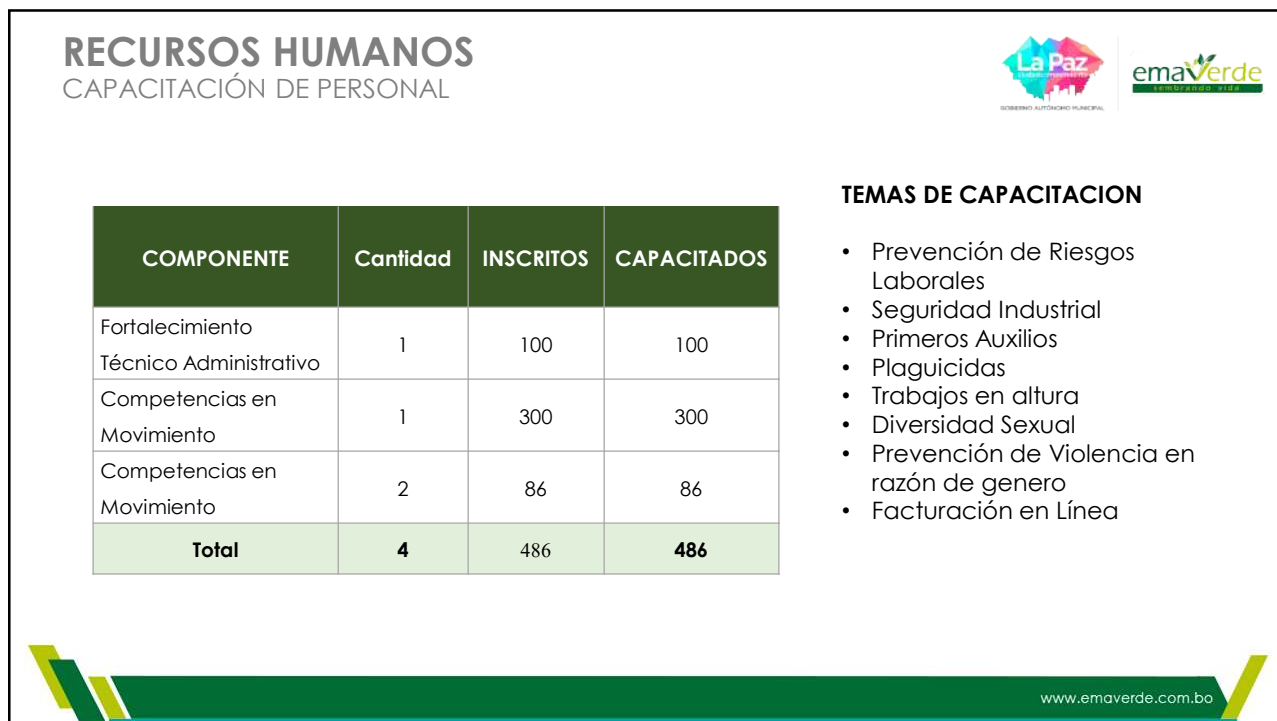 RECURSOS HUMANOS
CAPACITACIÓN DE PERSONAL
La Paz
GOBIERNO AUTÓNOMO MUNICIPAL
emaverde
sembrando vida
COMPONENTE Cantidad INSCRITOS CAPACITADOS
Fortalecimiento
Técnico Administrativo 1 100 100
Competencias en
Movimiento 1 300 300
Competencias en
Movimiento 2 86 86
Total 4 486 486
TEMAS DE CAPACITACION
• Prevención de Riesgos
Laborales
• Seguridad Industrial
• Primeros Auxilios
• Plaguicidas
• Trabajos en altura
• Diversidad Sexual
• Prevención de Violencia en
razón de genero
• Facturación en Línea
www.emaverde.com.bo